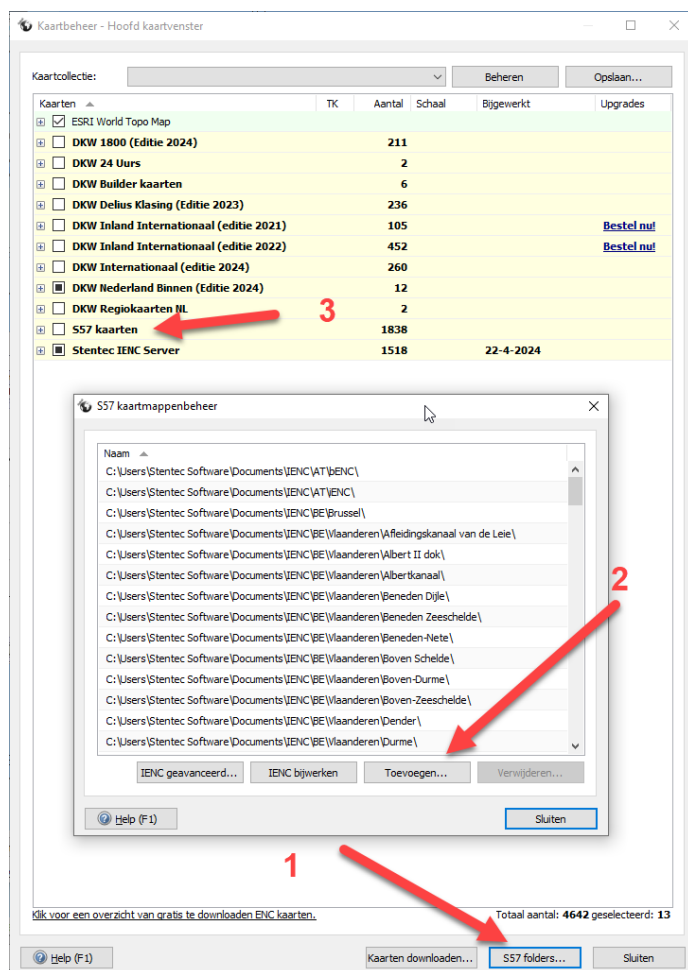 Kaartbeheer - Hoofd kaartvenster
Kaartcollectie: Beheren Opslaan...
Kaarten TK Aantal Schaal Bijgewerkt Upgrades
ESRI World Topo Map
DKW 1800 (Editie 2024) 211
DKW 24 Uurs 2
DKW Builder kaarten 6
DKW Delius Klasing (Editie 2023) 236
DKW Inland Internationaal (editie 2021) 105 Bestel nu!
DKW Inland Internationaal (editie 2022) 452 Bestel nu!
DKW Internationaal (editie 2024) 260
DKW Nederland Binnen (Editie 2024) 12
DKW Regiokaarten NL 2
3
S57 kaarten 1838
Stentec IENC Server 1518 22-4-2024
S57 kaartmappenbeheer
Naam
C:\Users\Stentec Software\Documents\IENC\AT\bENC\
C:\Users\Stentec Software\Documents\IENC\AT\iENC\
C:\Users\Stentec Software\Documents\IENC\BE\Brussel\
C:\Users\Stentec Software\Documents\IENC\BE\Vlaanderen\Afleidingskanaal van de Leie\
C:\Users\Stentec Software\Documents\IENC\BE\Vlaanderen\Albert II dok\
C:\Users\Stentec Software\Documents\IENC\BE\Vlaanderen\Albertkanaal\
C:\Users\Stentec Software\Documents\IENC\BE\Vlaanderen\Beneden Dijle\
2
C:\Users\Stentec Software\Documents\IENC\BE\Vlaanderen\Beneden Zeeschelde\
C:\Users\Stentec Software\Documents\IENC\BE\Vlaanderen\Beneden-Nete\
C:\Users\Stentec Software\Documents\IENC\BE\Vlaanderen\Boven Schelde\
C:\Users\Stentec Software\Documents\IENC\BE\Vlaanderen\Boven-Durme\
C:\Users\Stentec Software\Documents\IENC\BE\Vlaanderen\Boven-Zeeschelde\
C:\Users\Stentec Software\Documents\IENC\BE\Vlaanderen\Dender\
C:\Users\Stentec Software\Documents\IENC\BE\Vlaanderen\Durme\
IENC geavanceerd... IENC bijwerken Toevoegen... Verwijderen...
Help (F1) Sluiten
1
Klik voor een overzicht van gratis te downloaden ENC kaarten. Totaal aantal: 4642 geselecteerd: 13
Help (F1) Kaarten downloaden... S57 folders... Sluiten